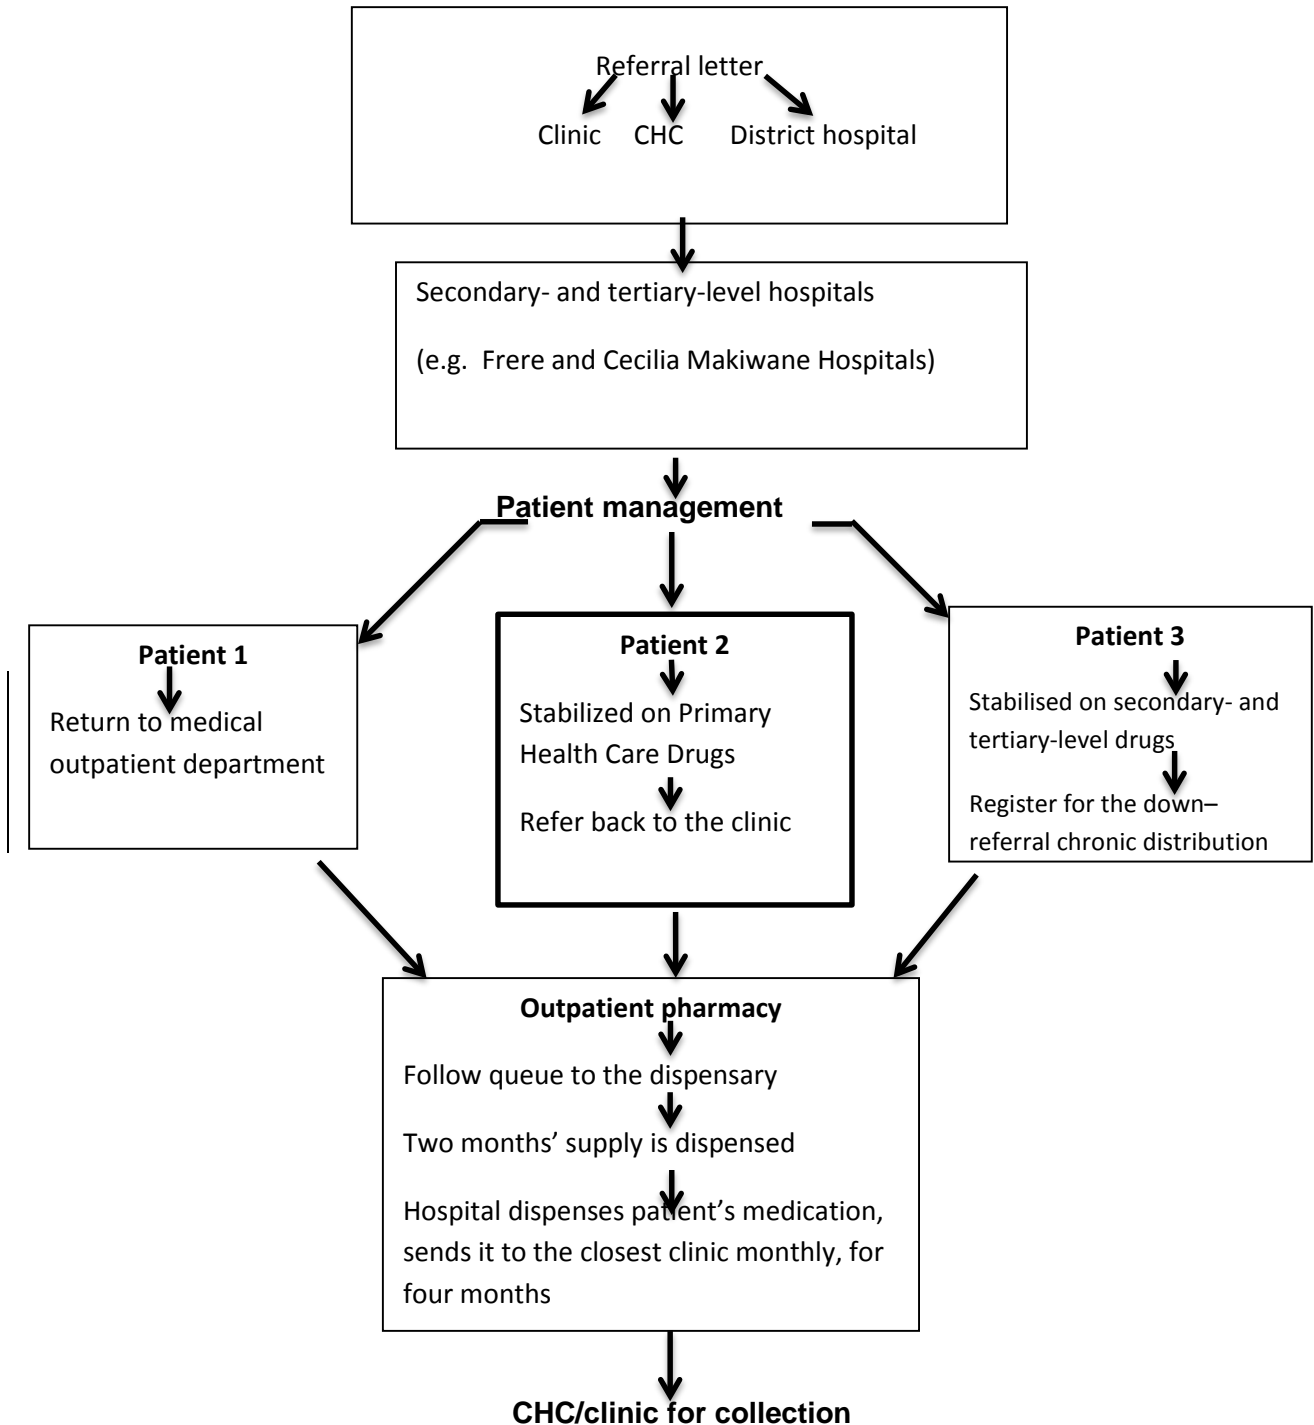 Referral letter
Clinic CHC District hospital
Secondary- and tertiary-level hospitals
(e.g. Frere and Cecilia Makiwane Hospitals)
Patient management
Patient 1
Return to medical
outpatient department
Patient 2
Stabilized on Primary
Health Care Drugs
Refer back to the clinic
Patient 3
Stabilised on secondary- and
tertiary-level drugs
Register for the down–
referral chronic distribution
Outpatient pharmacy
Follow queue to the dispensary
Two months’ supply is dispensed
Hospital dispenses patient’s medication,
sends it to the closest clinic monthly, for
four months
CHC/clinic for collection